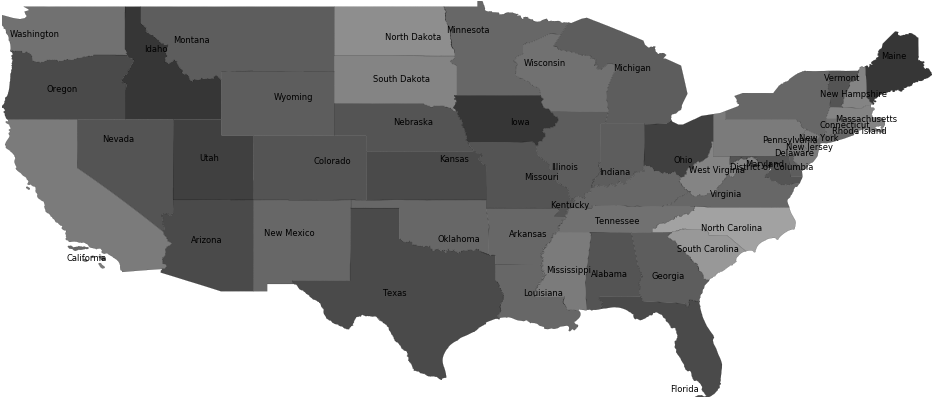 Washington
Idaho
Montana
North Dakota
Minnesota
Maine
Oregon
Wyoming
South Dakota
Wisconsin
Michigan
Vermont
New Hampshire
Nevada
Utah
Colorado
Nebraska
Kansas
Iowa
Missouri
Illinois
Indiana
Ohio
Massachusetts
Connecticut
Rhode Island
New York
Pennsylvania
New Jersey
Delaware
Maryland
District of Columbia
West Virginia
Virginia
Kentucky
California
Arizona
New Mexico
Oklahoma
Arkansas
Tennessee
North Carolina
South Carolina
Texas
Louisiana
Mississippi
Alabama
Georgia
Florida